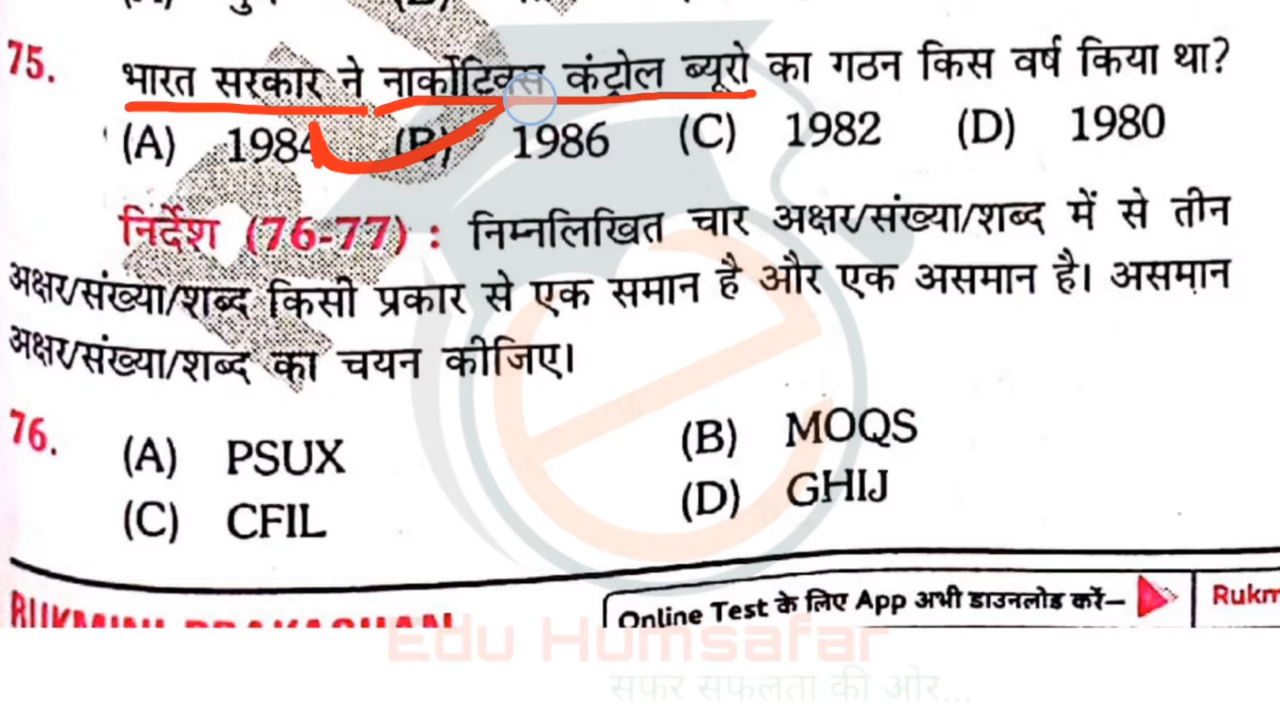 75. भारत सरकार ने नार्कोटिक्स कंट्रोल ब्यूरो का गठन किस वर्ष किया था?
(A) 1984 (B) 1986 (C) 1982 (D) 1980
निर्देश (76-77) : निम्नलिखित चार अक्षर/संख्या/शब्द में से तीन
अक्षर/संख्या/शब्द किसी प्रकार से एक समान है और एक असमान है। असमान
अक्षर/संख्या/शब्द का चयन कीजिए।
76. (A) PSUX (B) MOQS
(C) CFIL (D) GHIJ
RUKMINI PRAKASHAN Online Test के लिए App अभी डाउनलोड करें–
Edu Humsafar
सफर सफलता की ओर...